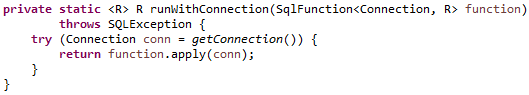 private static <R> R runWithConnection(SqlFunction<Connection, R> function)
        throws SQLException {
    try (Connection conn = getConnection()) {
        return function.apply(conn);
    }
}